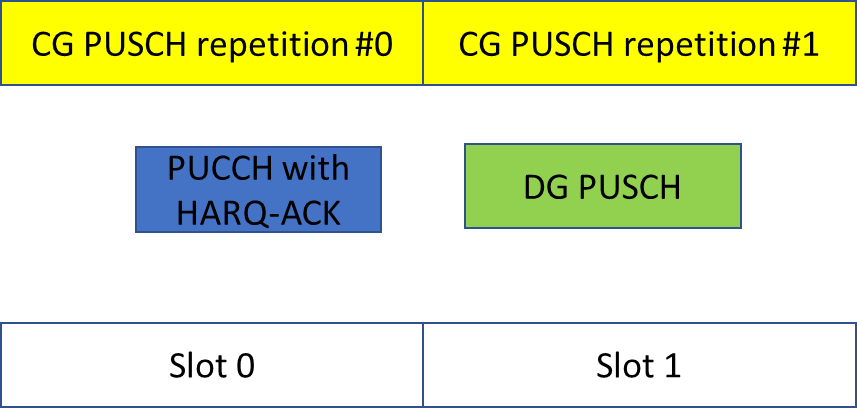 CG PUSCH repetition #0
CG PUSCH repetition #1
PUCCH with
HARQ-ACK
DG PUSCH
Slot 0
Slot 1